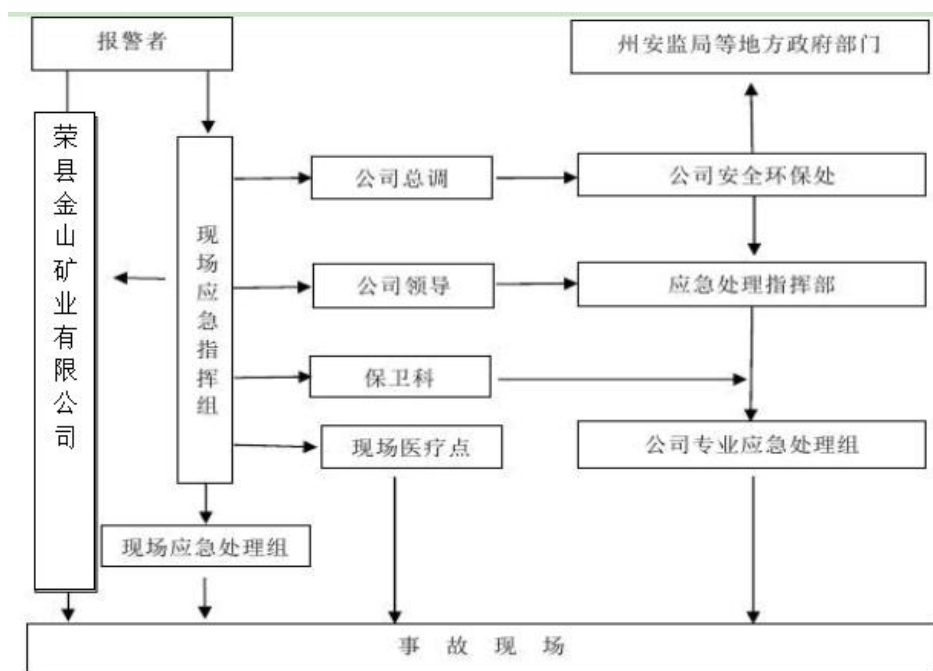 报警者
州安监局等地方政府部门
荣县金山矿业有限公司
现场应急指挥组
公司总调
公司安全环保处
公司领导
应急处理指挥部
保卫科
现场医疗点
公司专业应急处理组
现场应急处理组
事故现场